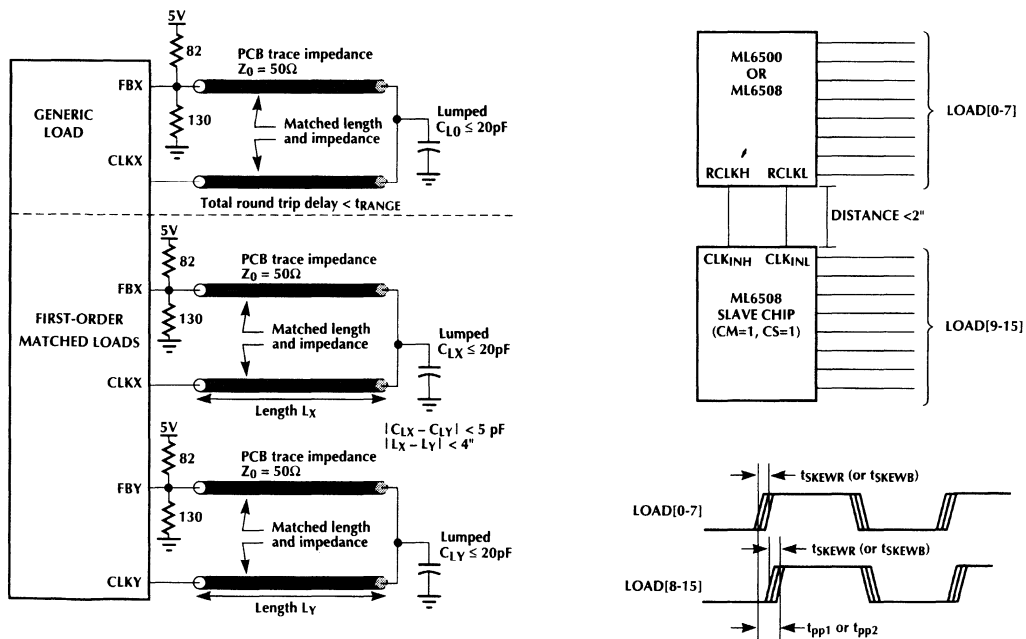 5V
82
PCB trace impedance
Z0 = 50Ω
FBX
GENERIC
LOAD
130
Matched length
and impedance
Lumped
CL0 ≤ 20pF
CLKX
Total round trip delay < tRANGE
5V
82
PCB trace impedance
Z0 = 50Ω
FBX
130
FIRST-ORDER
MATCHED LOADS
Matched length
and impedance
Lumped
CLX ≤ 20pF
CLKX
Length LX
|CLX – CLY| < 5 pF
|LX – LY| < 4"
5V
82
PCB trace impedance
Z0 = 50Ω
FBY
130
Matched length
and impedance
Lumped
CLY ≤ 20pF
CLKY
Length LY
ML6500
OR
ML6508
LOAD[0-7]
RCLKH RCLKL
DISTANCE <2"
CLKINH CLKINL
ML6508
SLAVE CHIP
(CM=1, CS=1)
LOAD[9-15]
tSKEWR (or tSKEWB)
LOAD[0-7]
tSKEWR (or tSKEWB)
LOAD[8-15]
tpp1 or tpp2